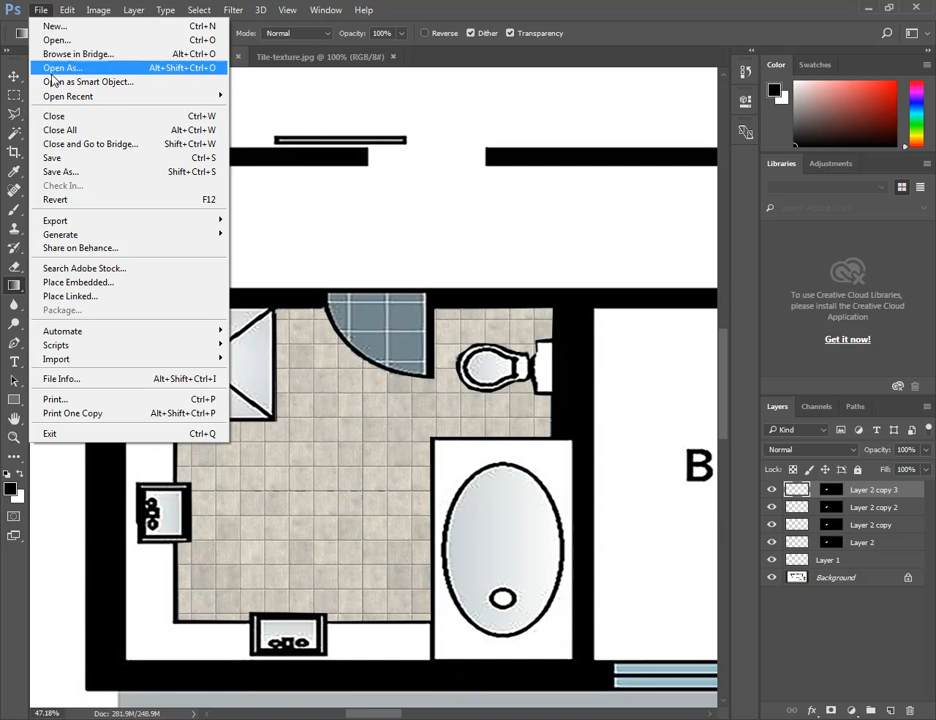 Ps File Edit Image Layer Type Select Filter 3D View Window Help
Mode: Normal Opacity: 100% Reverse Dither Transparency
Tile-texture.jpg @ 100% (RGB/8#) ×
New... Ctrl+N
Open... Ctrl+O
Browse in Bridge... Alt+Ctrl+O
Open As... Alt+Shift+Ctrl+O
Open as Smart Object...
Open Recent
Close Ctrl+W
Close All Alt+Ctrl+W
Close and Go to Bridge... Shift+Ctrl+W
Save Ctrl+S
Save As... Shift+Ctrl+S
Check In...
Revert F12
Export
Generate
Share on Behance...
Search Adobe Stock...
Place Embedded...
Place Linked...
Package...
Automate
Scripts
Import
File Info... Alt+Shift+Ctrl+I
Print... Ctrl+P
Print One Copy Alt+Shift+Ctrl+P
Exit Ctrl+Q
B
Color Swatches
Libraries Adjustments
Search Adobe Stock
To use Creative Cloud Libraries,
please install the Creative Cloud
Application
Get it now!
Layers Channels Paths
Kind
Normal Opacity: 100%
Lock: Fill: 100%
Layer 2 copy 3
Layer 2 copy 2
Layer 2 copy
Layer 2
Layer 1
Background
fx
47.18% Doc: 281.9M/248.9M